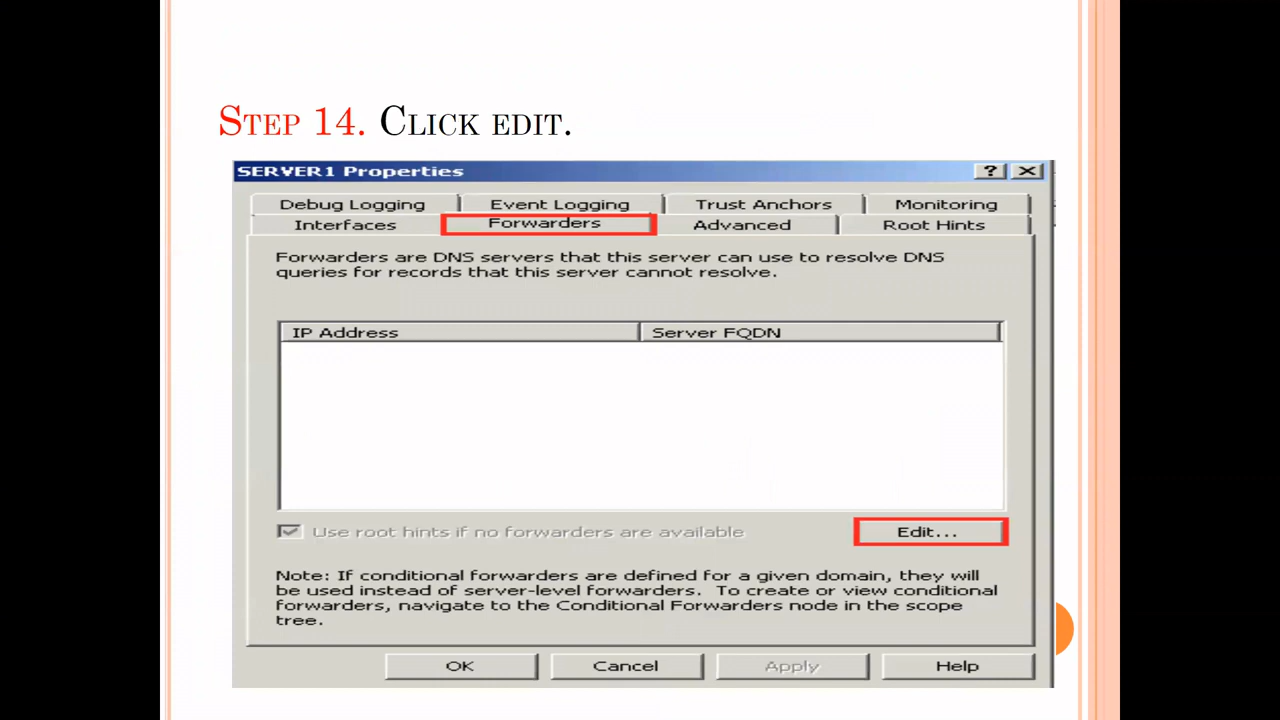 Step 14. Click edit.
SERVER1 Properties
Debug Logging Event Logging Trust Anchors Monitoring
Interfaces Forwarders Advanced Root Hints
Forwarders are DNS servers that this server can use to resolve DNS
queries for records that this server cannot resolve.
IP Address Server FQDN
Use root hints if no forwarders are available Edit...
Note: If conditional forwarders are defined for a given domain, they will
be used instead of server-level forwarders. To create or view conditional
forwarders, navigate to the Conditional Forwarders node in the scope
tree.
OK Cancel Apply Help